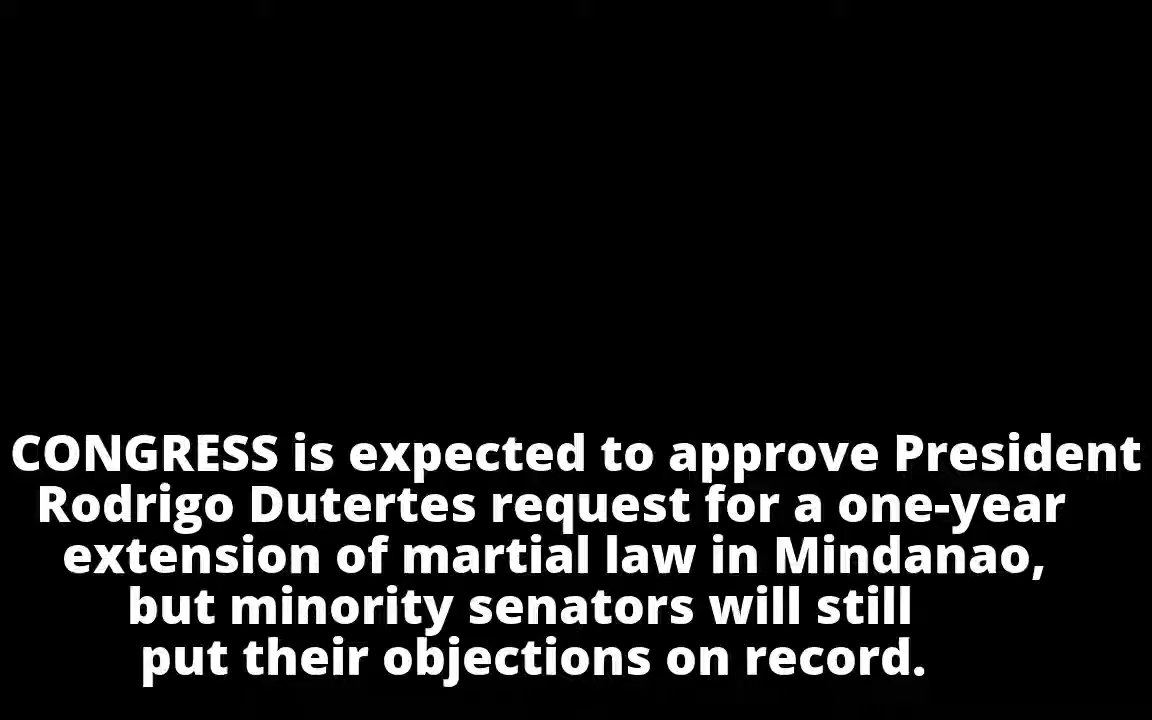 CONGRESS is expected to approve President
Rodrigo Dutertes request for a one-year
extension of martial law in Mindanao,
but minority senators will still
put their objections on record.